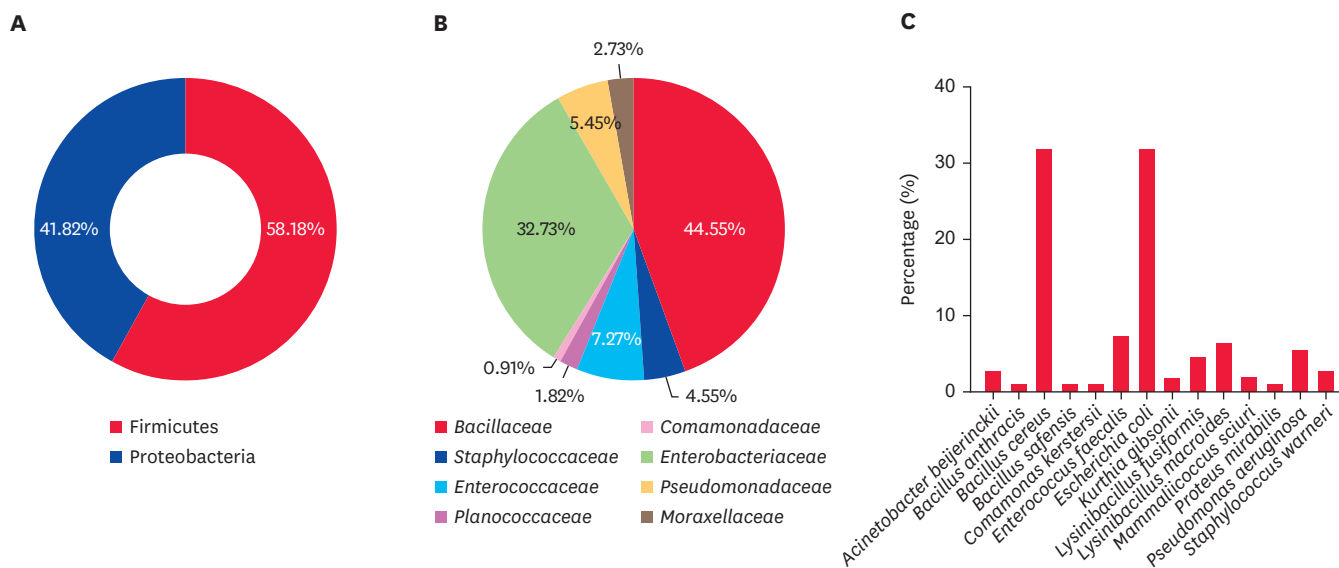 A
41.82%
58.18%
Firmicutes
Proteobacteria
B
2.73%
5.45%
32.73%
44.55%
7.27%
0.91%
1.82%
4.55%
Bacillaceae
Staphylococcaceae
Enterococcaceae
Planococcaceae
Comamonadaceae
Enterobacteriaceae
Pseudomonadaceae
Moraxellaceae
C
Percentage (%)
40
30
20
10
0
Acinetobacter beijerinckii
Bacillus anthracis
Bacillus cereus
Bacillus safensis
Comamonas kerstersii
Enterococcus faecalis
Escherichia coli
Kurthia gibsonii
Lysinibacillus fusiformis
Lysinibacillus macroides
Mammaliicoccus sciuri
Proteus mirabilis
Pseudomonas aeruginosa
Staphylococcus warneri